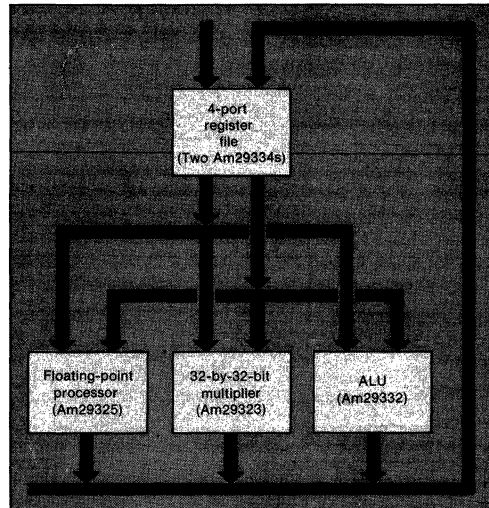 4-port
register
file
(Two Am29334s)
Floating-point
processor
(Am29325)
32-by-32-bit
multiplier
(Am29323)
ALU
(Am29332)